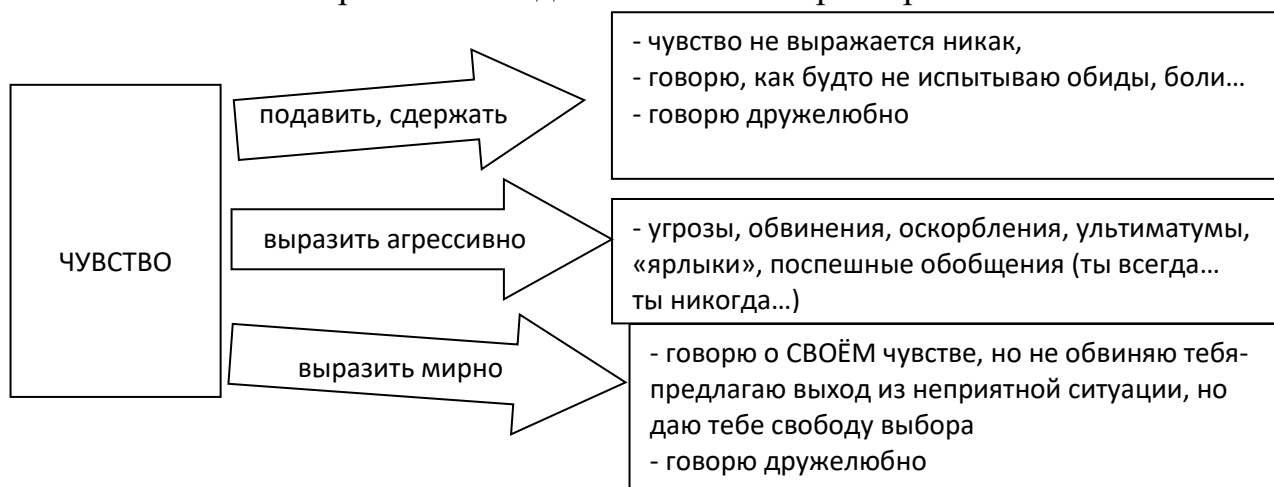 ЧУВСТВО
подавить, сдержать
- чувство не выражается никак,
- говорю, как будто не испытываю обиды, боли…
- говорю дружелюбно
выразить агрессивно
- угрозы, обвинения, оскорбления, ультиматумы,
«ярлыки», поспешные обобщения (ты всегда…
ты никогда…)
выразить мирно
- говорю о СВОЁМ чувстве, но не обвиняю тебя-
предлагаю выход из неприятной ситуации, но
даю тебе свободу выбора
- говорю дружелюбно